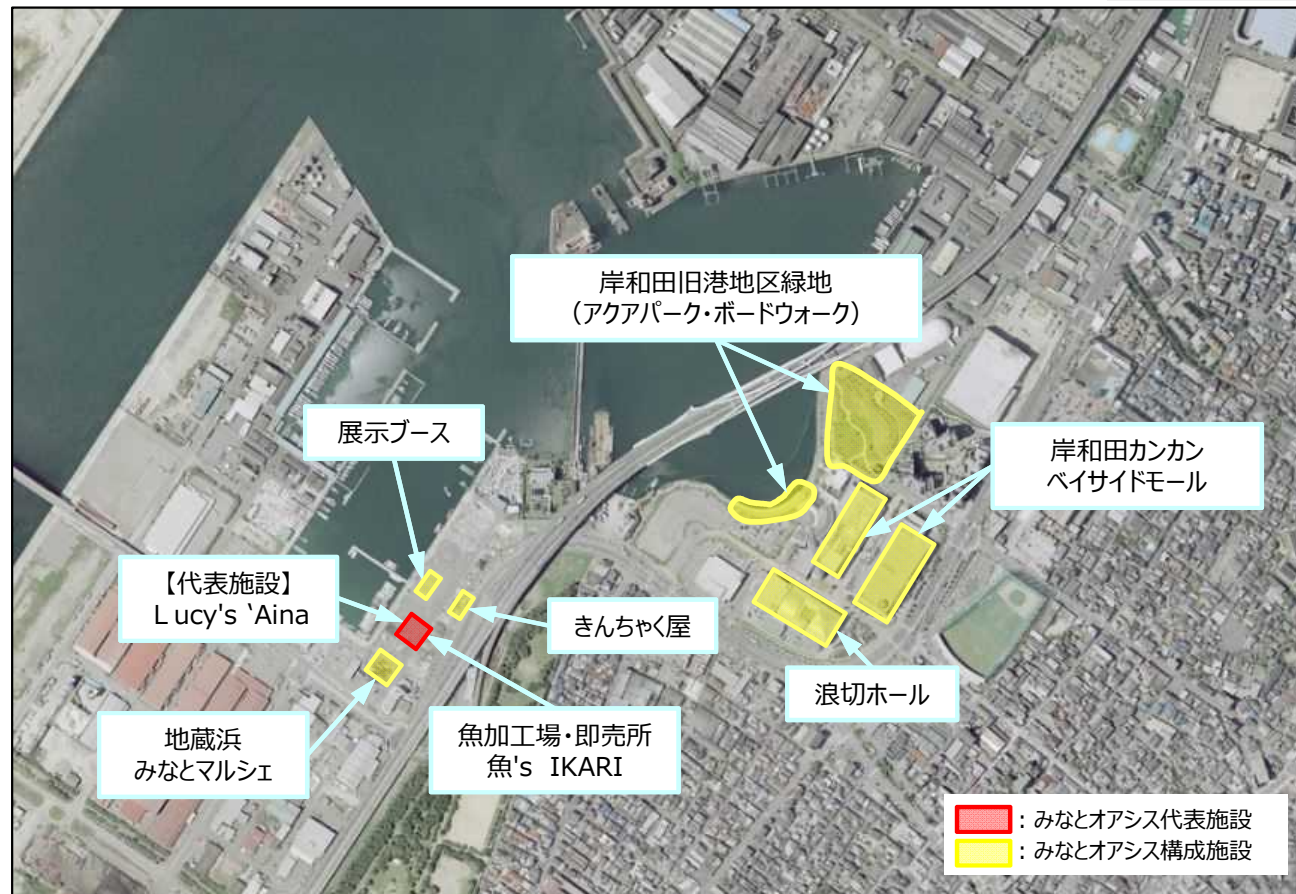 岸和田旧港地区緑地
（アクアパーク・ボードウォーク）
展示ブース
岸和田カンカン
ベイサイドモール
【代表施設】
Lucy's ‘Aina
きんちゃく屋
浪切ホール
地蔵浜
みなとマルシェ
魚加工場・即売所
魚's IKARI
：みなとオアシス代表施設
：みなとオアシス構成施設